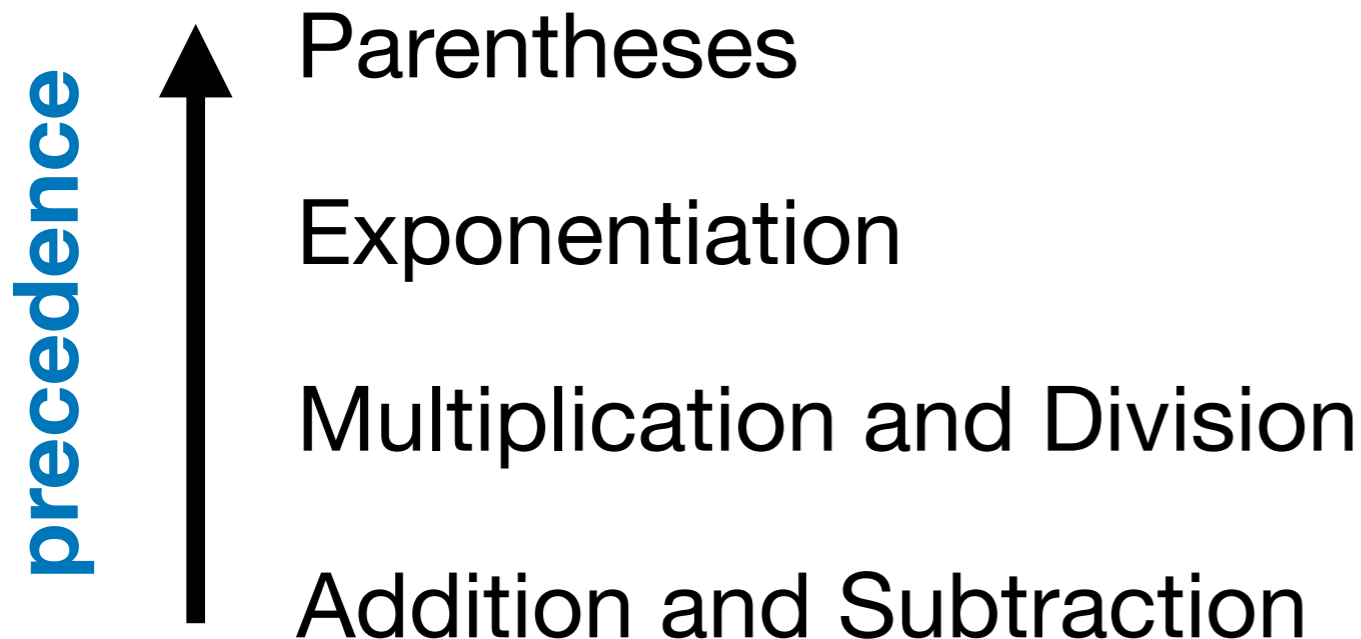 precedence
Parentheses
Exponentiation
Multiplication and Division
Addition and Subtraction